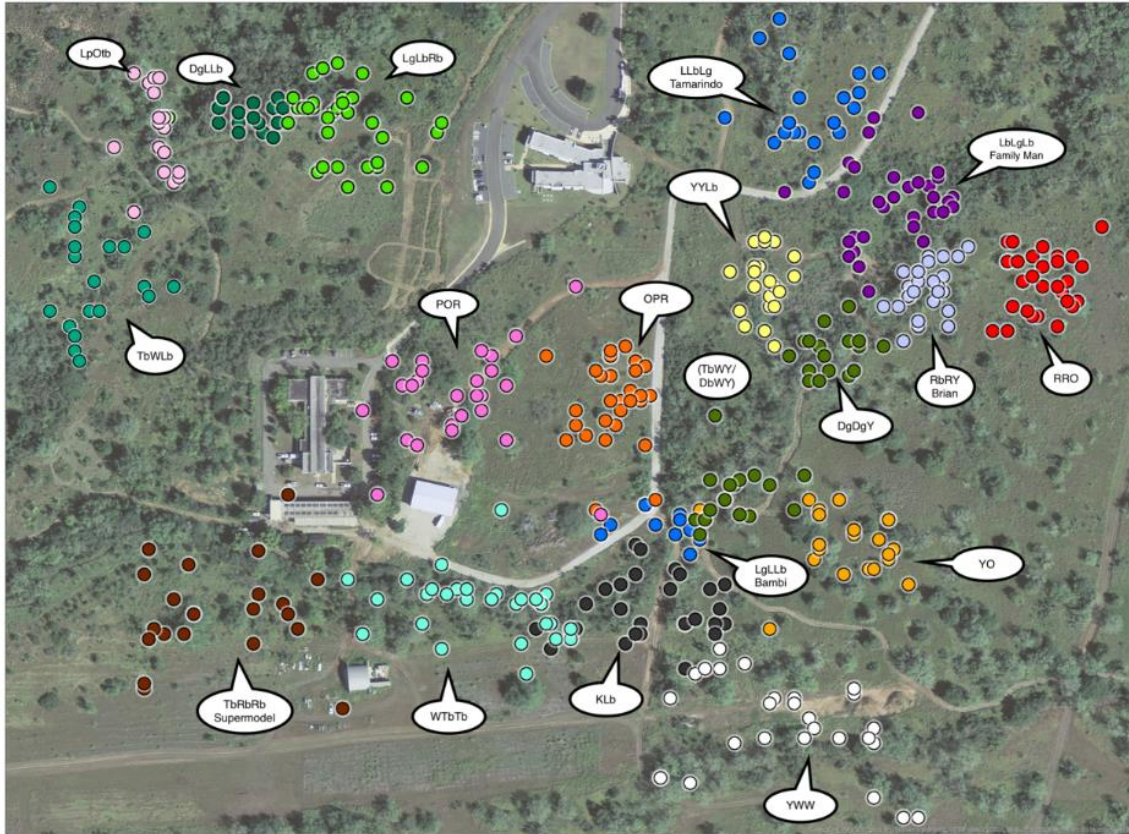 LpOtb
DgLLb
LgLbRb
LLbLg
Tamarindo
LbLgLb
Family Man
YYLb
POR
OPR
(TbWY/
DbWY)
TbWLb
RbRY
Brian
RRO
DgDgY
LgLLb
Bambi
YO
TbRbRb
Supermodel
WTbTb
KLb
YWW